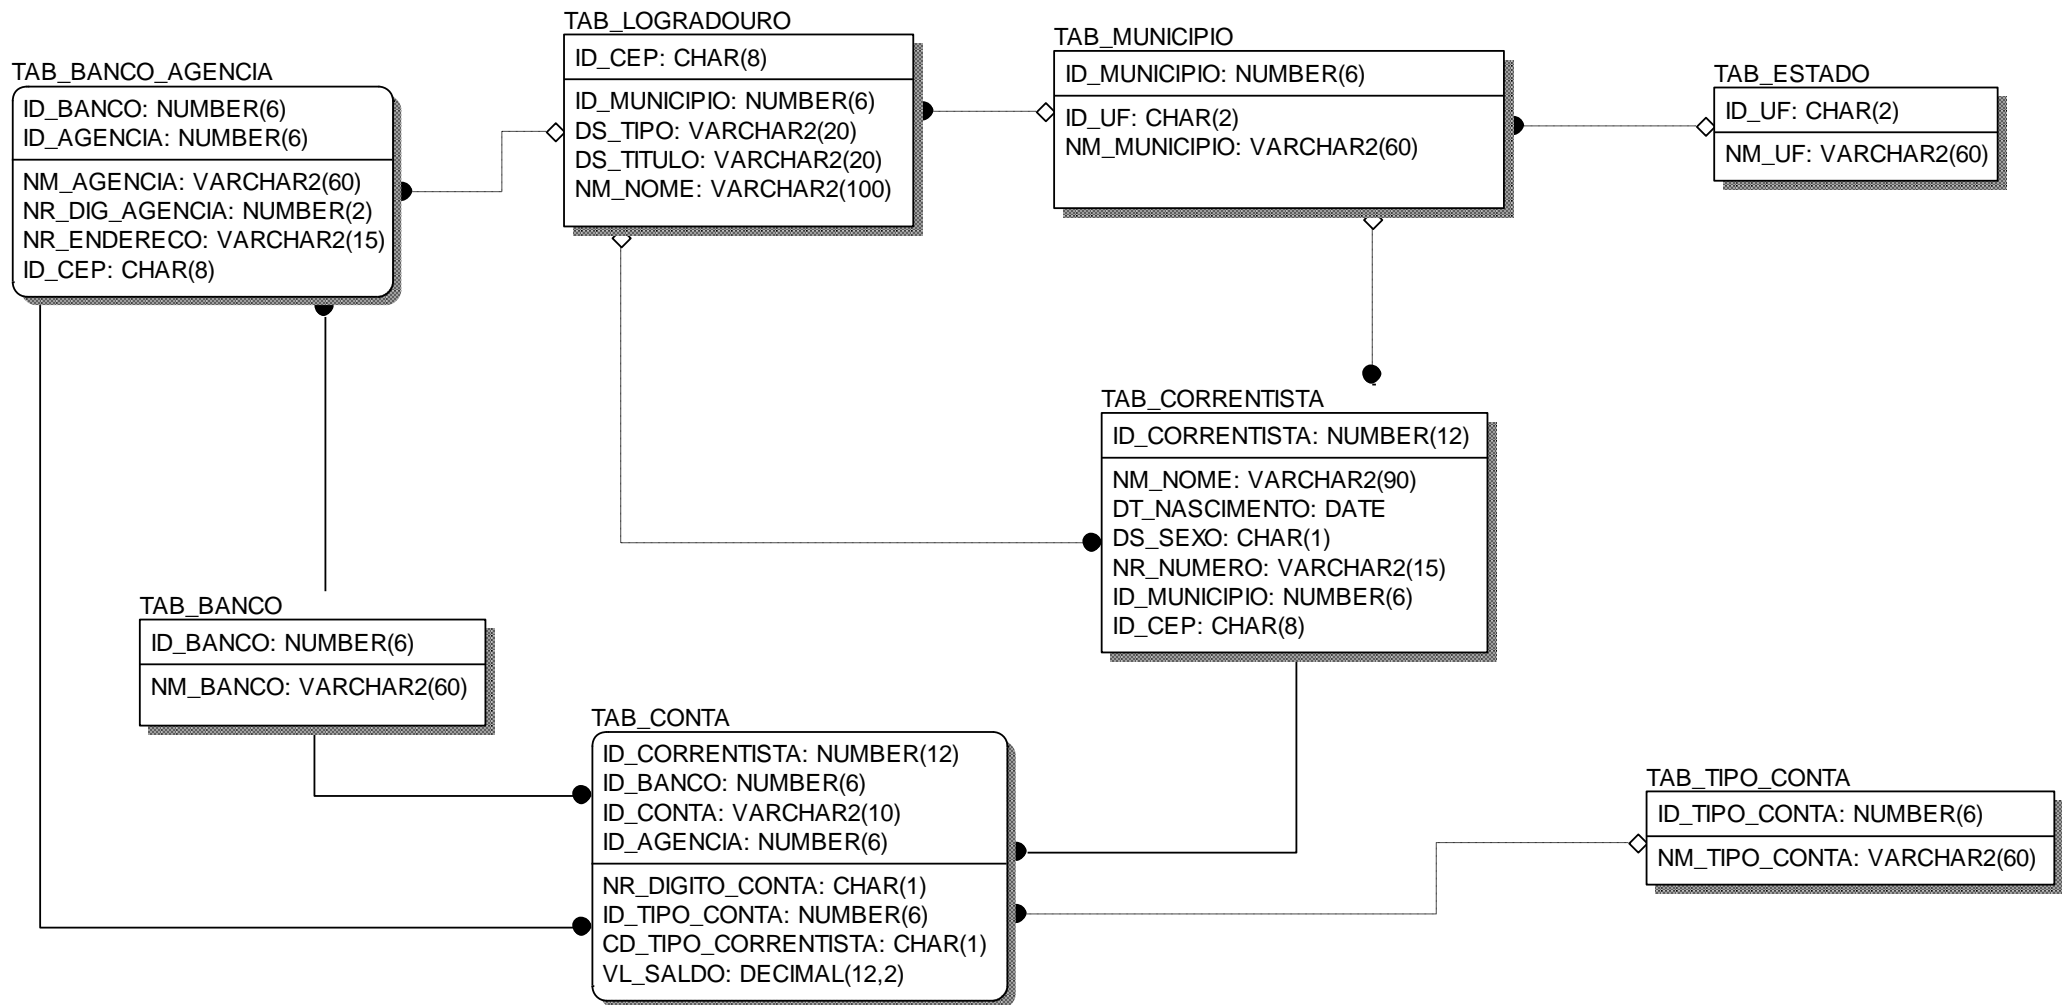 TAB_BANCO_AGENCIA
ID_BANCO: NUMBER(6)
ID_AGENCIA: NUMBER(6)
NM_AGENCIA: VARCHAR2(60)
NR_DIG_AGENCIA: NUMBER(2)
NR_ENDERECO: VARCHAR2(15)
ID_CEP: CHAR(8)
TAB_LOGRADOURO
ID_CEP: CHAR(8)
ID_MUNICIPIO: NUMBER(6)
DS_TIPO: VARCHAR2(20)
DS_TITULO: VARCHAR2(20)
NM_NOME: VARCHAR2(100)
TAB_MUNICIPIO
ID_MUNICIPIO: NUMBER(6)
ID_UF: CHAR(2)
NM_MUNICIPIO: VARCHAR2(60)
TAB_ESTADO
ID_UF: CHAR(2)
NM_UF: VARCHAR2(60)
TAB_CORRENTISTA
ID_CORRENTISTA: NUMBER(12)
NM_NOME: VARCHAR2(90)
DT_NASCIMENTO: DATE
DS_SEXO: CHAR(1)
NR_NUMERO: VARCHAR2(15)
ID_MUNICIPIO: NUMBER(6)
ID_CEP: CHAR(8)
TAB_BANCO
ID_BANCO: NUMBER(6)
NM_BANCO: VARCHAR2(60)
TAB_CONTA
ID_CORRENTISTA: NUMBER(12)
ID_BANCO: NUMBER(6)
ID_CONTA: VARCHAR2(10)
ID_AGENCIA: NUMBER(6)
NR_DIGITO_CONTA: CHAR(1)
ID_TIPO_CONTA: NUMBER(6)
CD_TIPO_CORRENTISTA: CHAR(1)
VL_SALDO: DECIMAL(12,2)
TAB_TIPO_CONTA
ID_TIPO_CONTA: NUMBER(6)
NM_TIPO_CONTA: VARCHAR2(60)